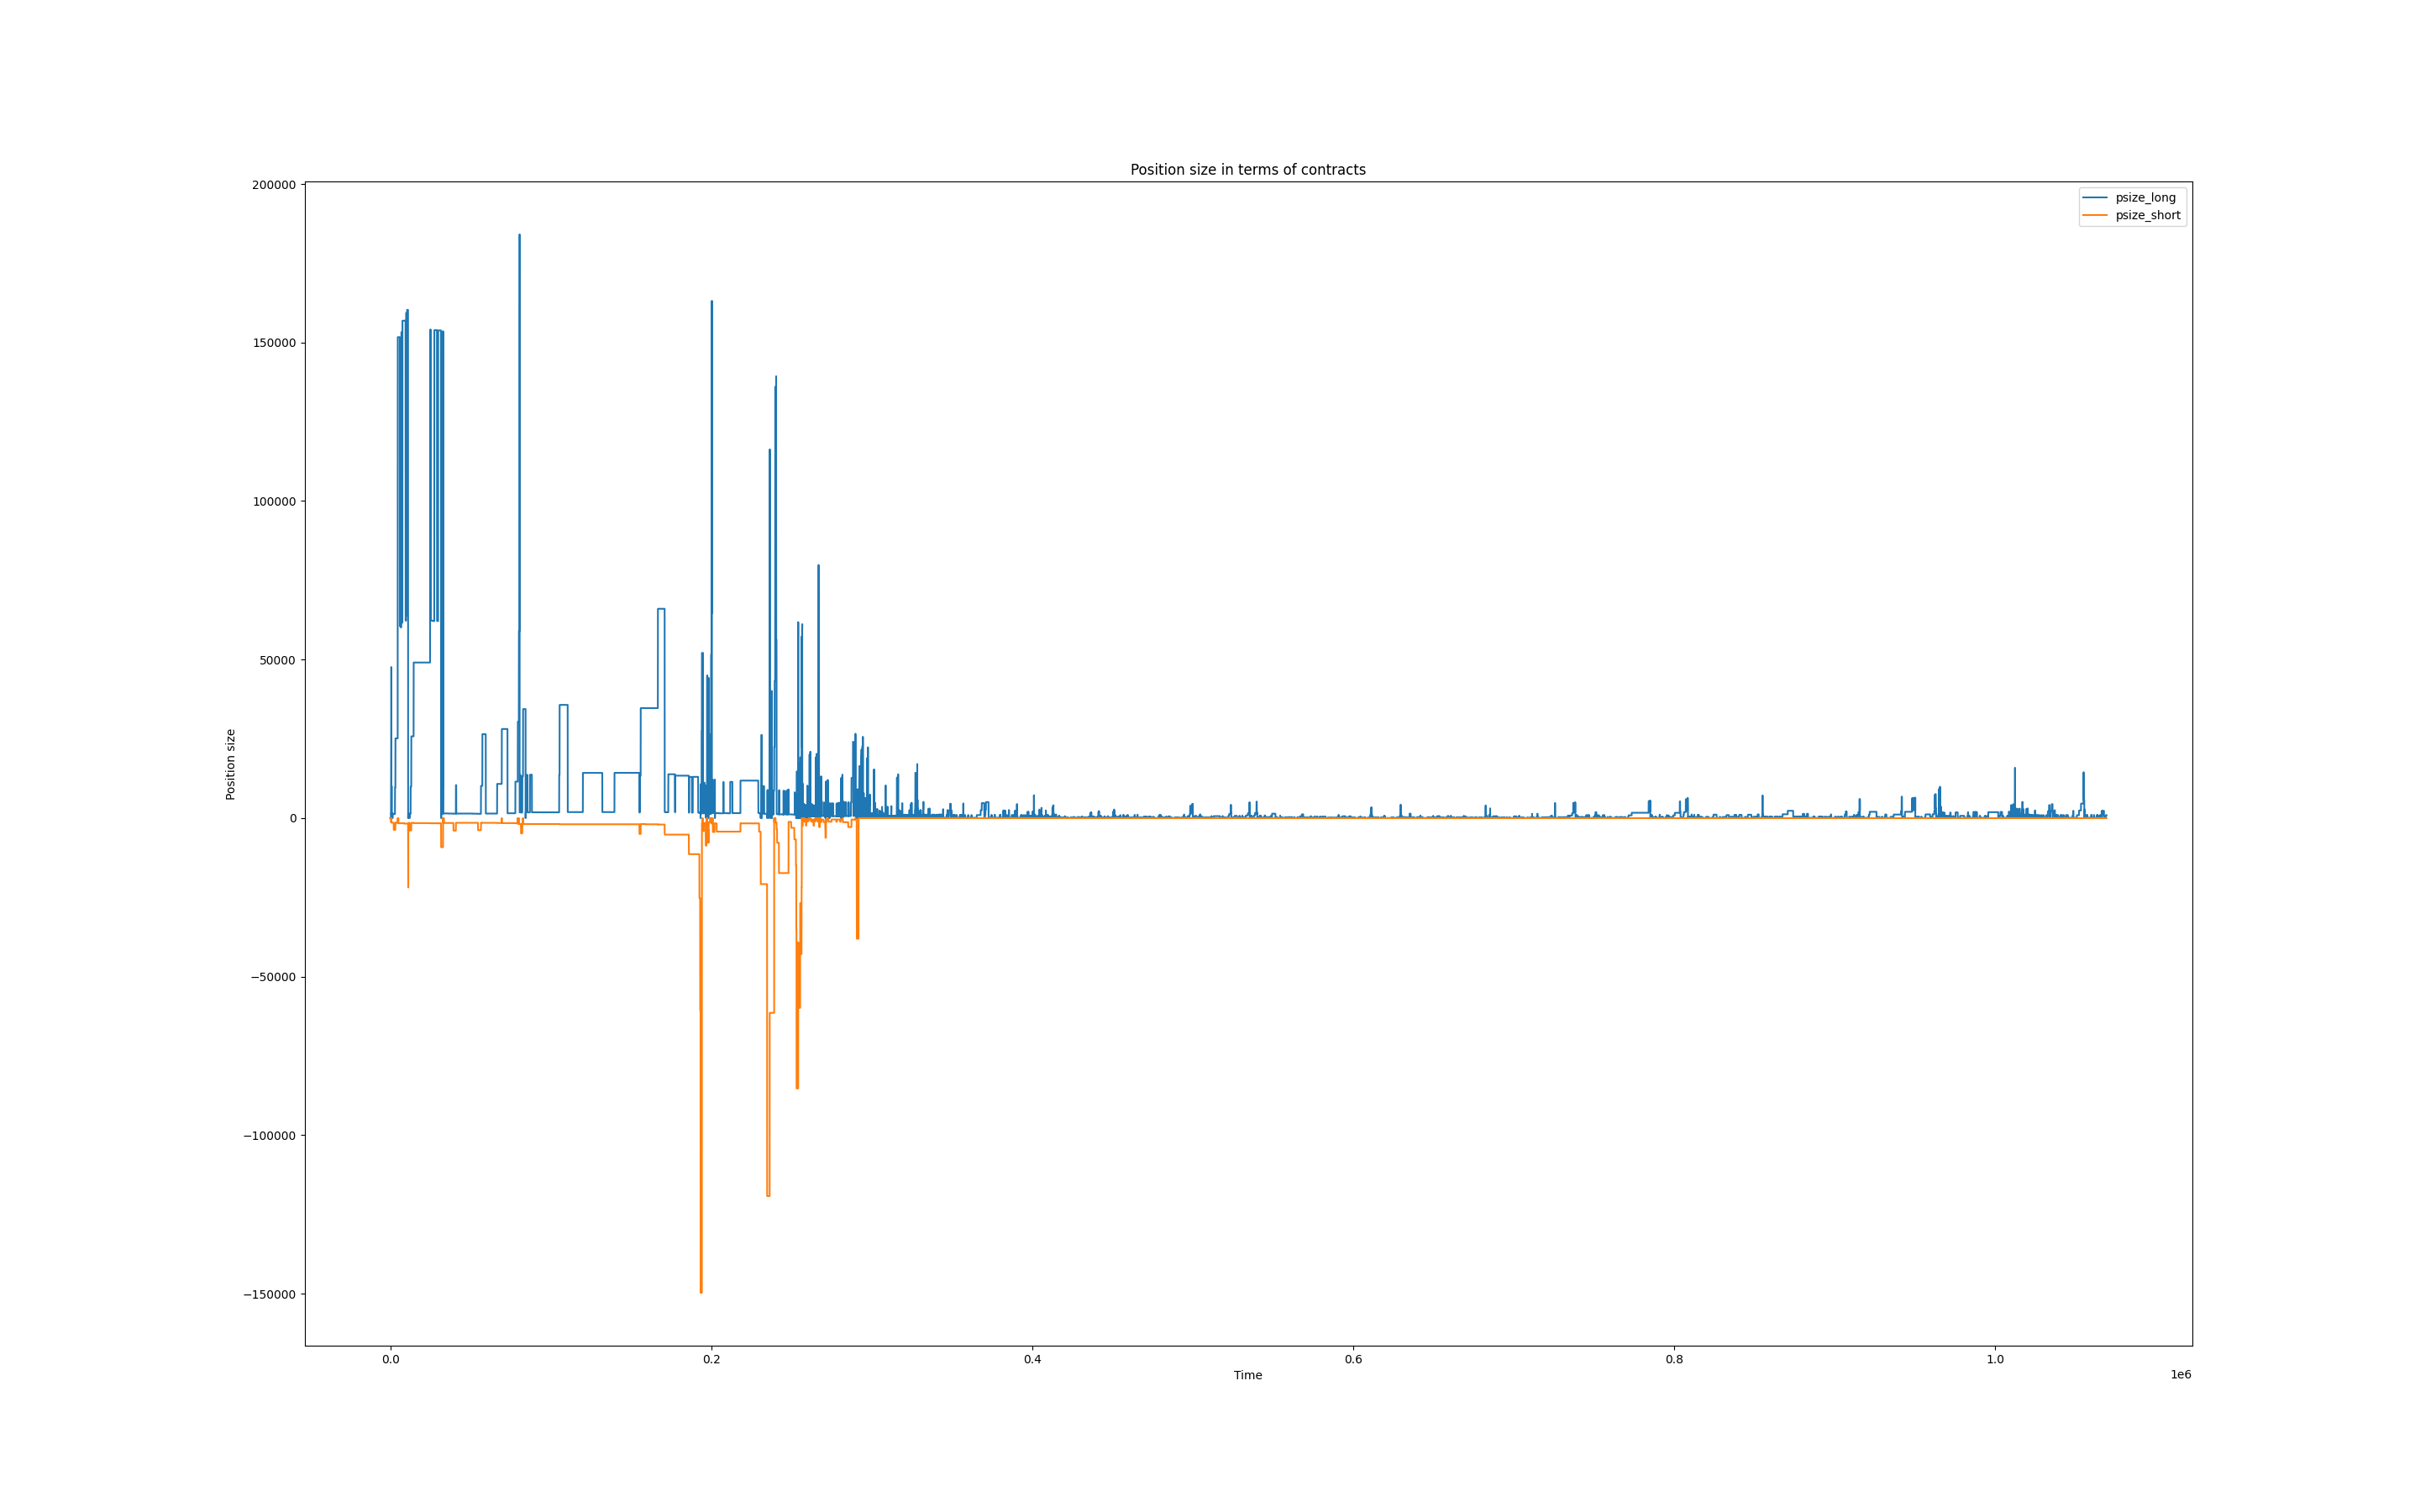 Position size in terms of contracts
psize_long
psize_short
200000
150000
100000
50000
0
−50000
−100000
−150000
Position size
0.0
0.2
0.4
0.6
0.8
1.0
1e6
Time